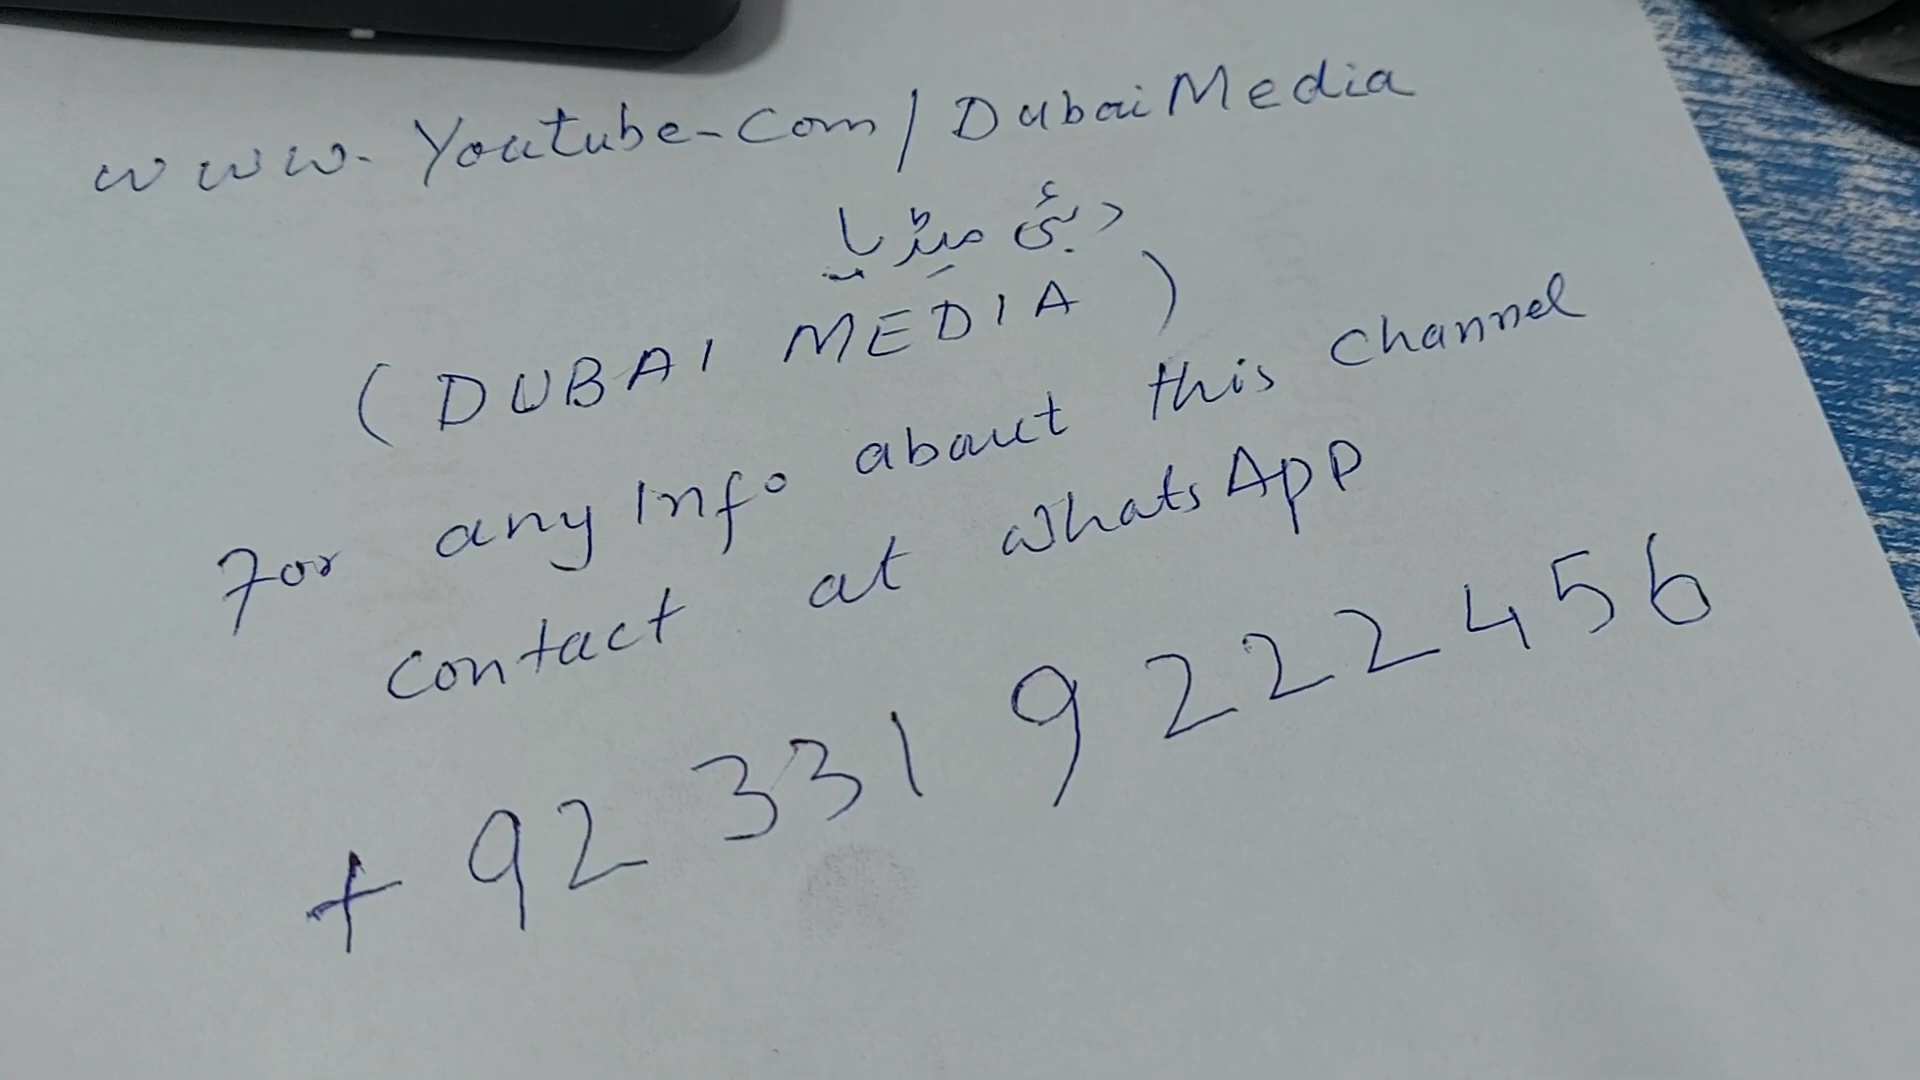 www. Youtube.com/DubaiMedia
دبئی میڈیا
(DUBAI MEDIA)
For any Info about this channel
contact at WhatsApp
+92 331 9222456